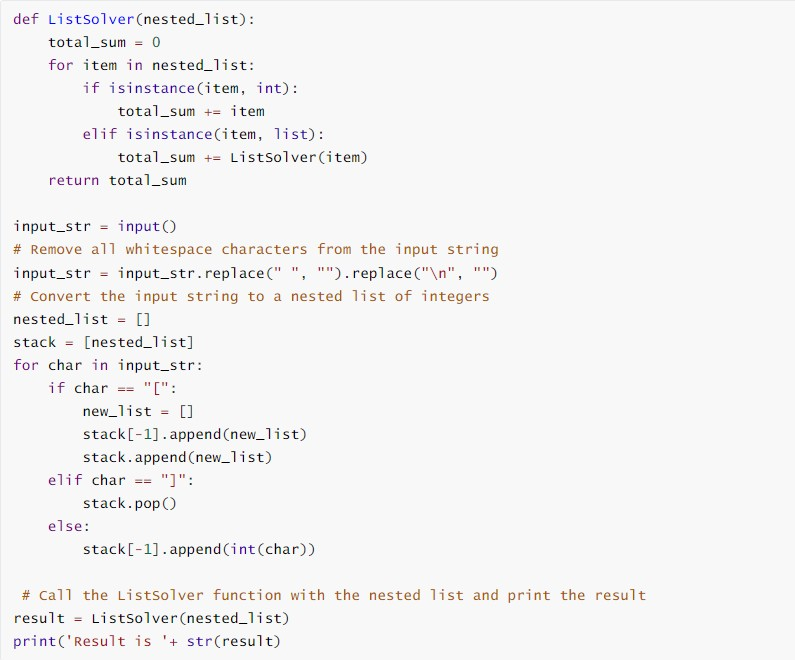 def ListSolver(nested_list):
    total_sum = 0
    for item in nested_list:
        if isinstance(item, int):
            total_sum += item
        elif isinstance(item, list):
            total_sum += ListSolver(item)
    return total_sum

input_str = input()
# Remove all whitespace characters from the input string
input_str = input_str.replace(" ", "").replace("\n", "")
# Convert the input string to a nested list of integers
nested_list = []
stack = [nested_list]
for char in input_str:
    if char == "[":
        new_list = []
        stack[-1].append(new_list)
        stack.append(new_list)
    elif char == "]":
        stack.pop()
    else:
        stack[-1].append(int(char))

 # Call the ListSolver function with the nested list and print the result
result = ListSolver(nested_list)
print('Result is '+ str(result)